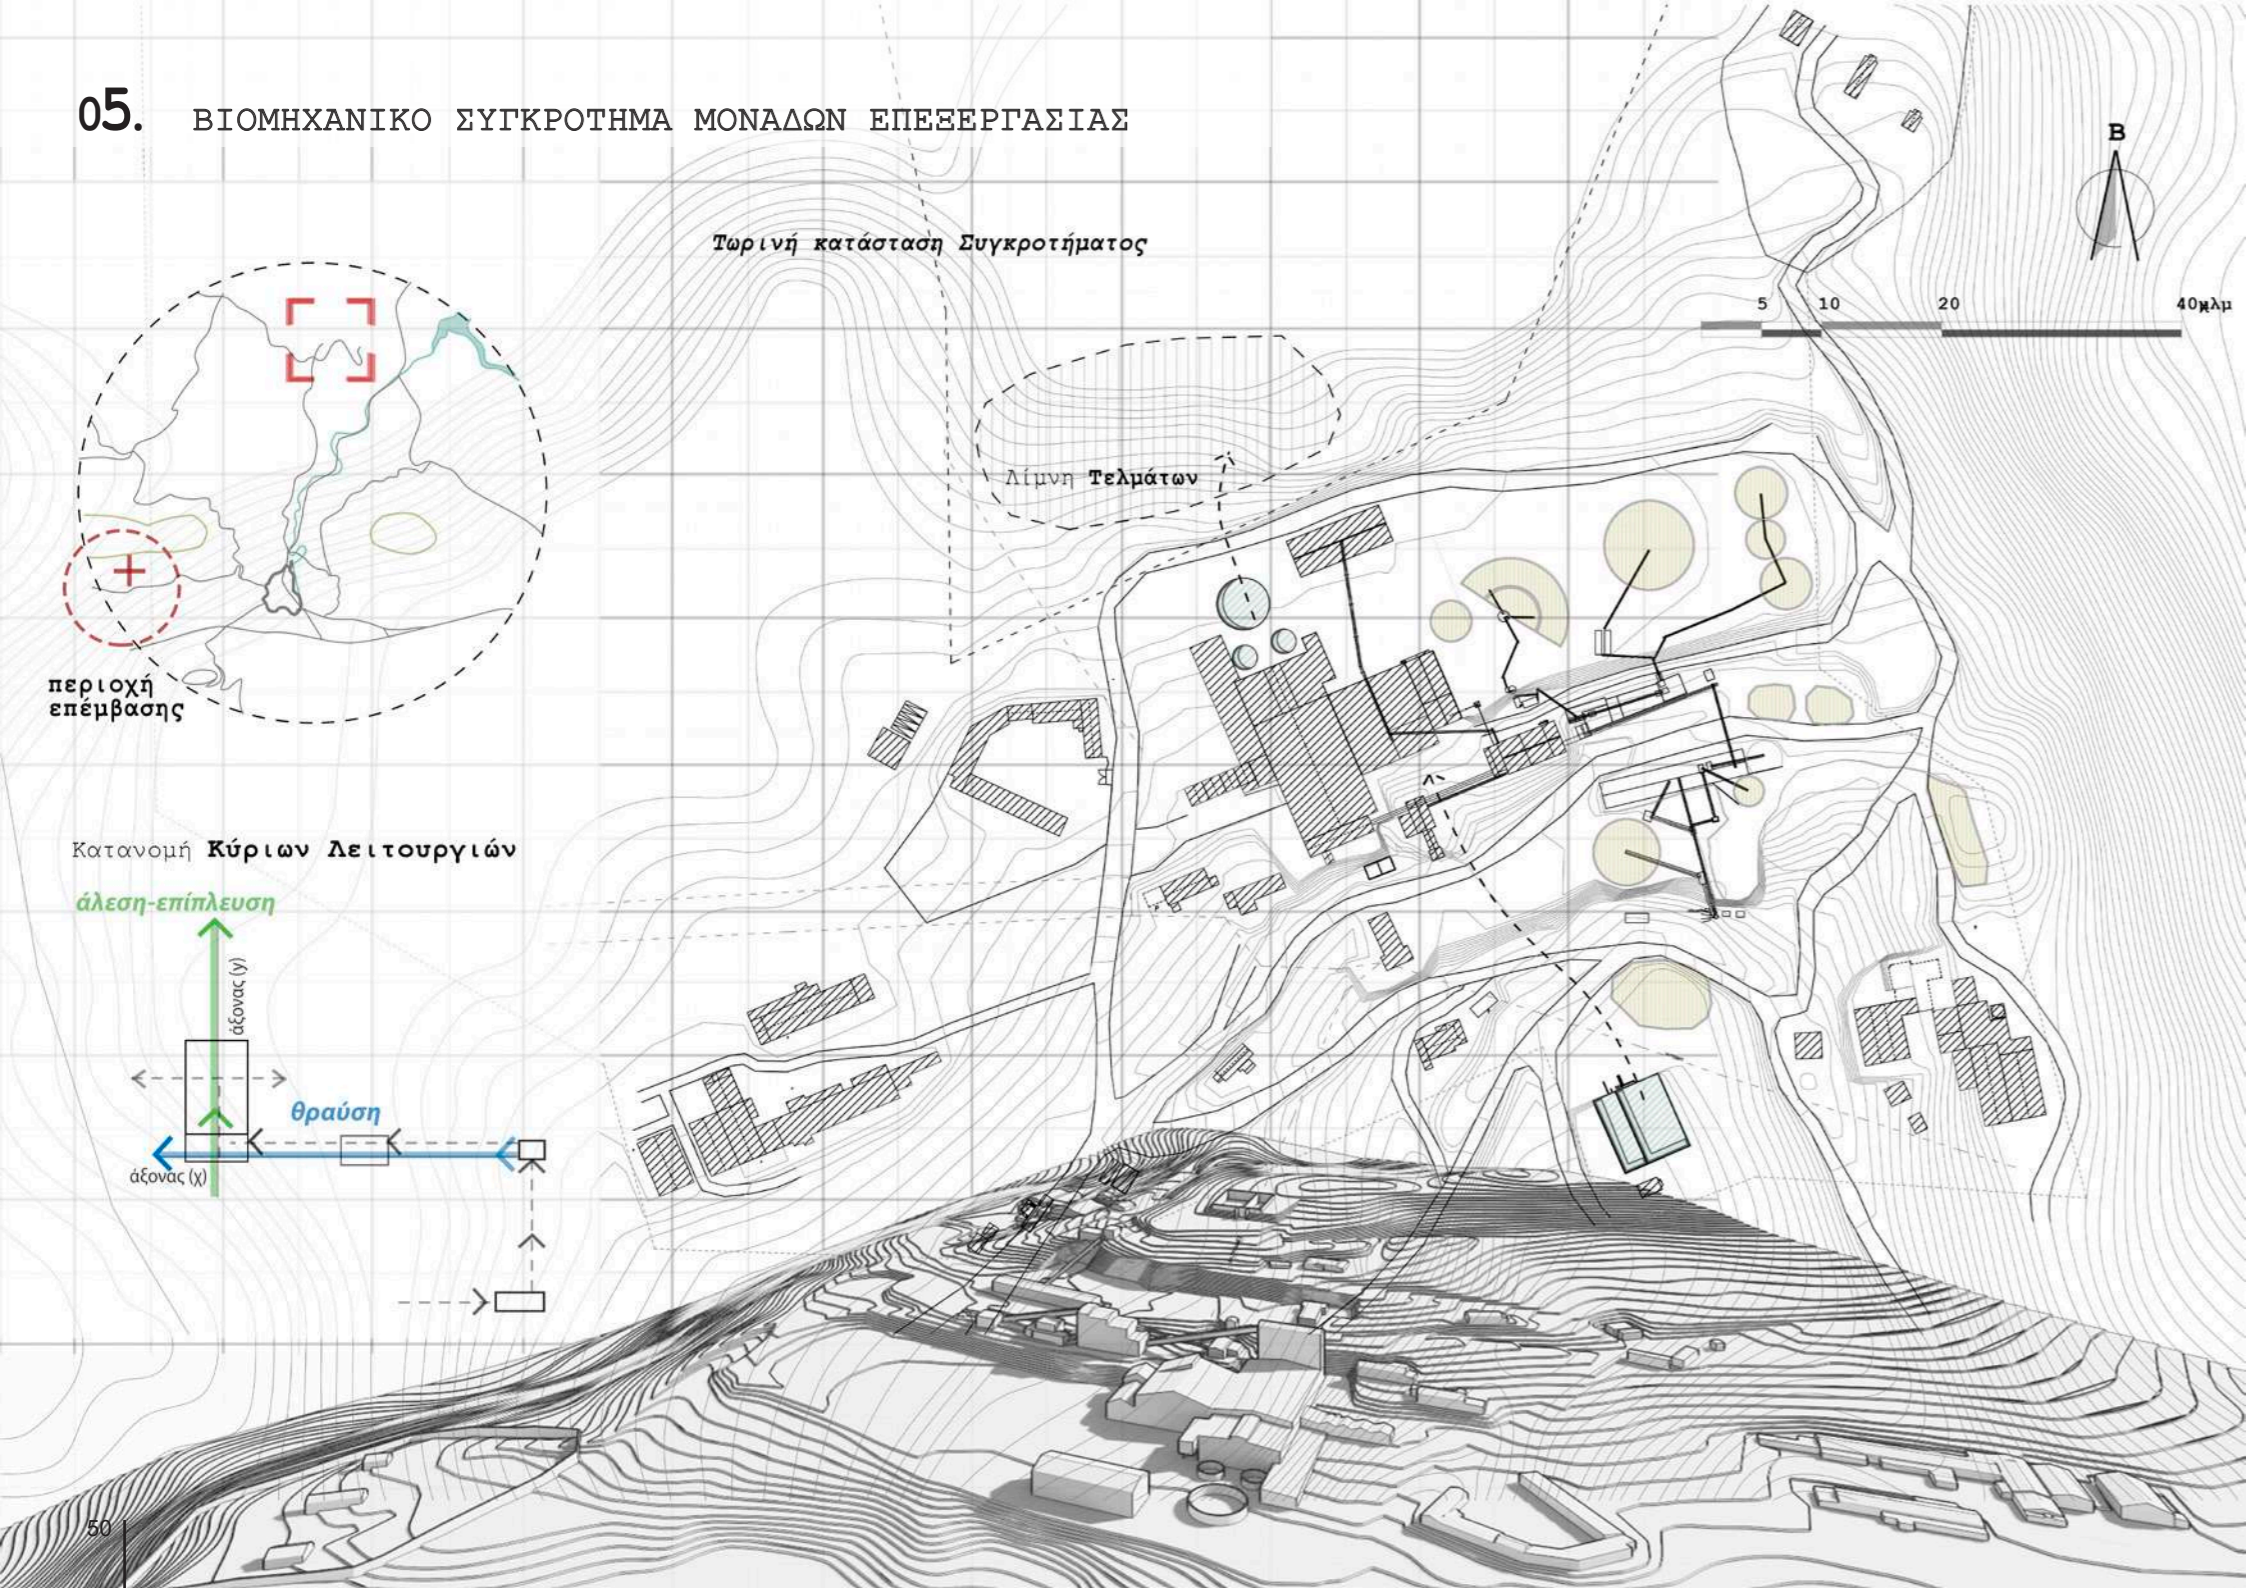 05. ΒΙΟΜΗΧΑΝΙΚΟ ΣΥΓΚΡΟΤΗΜΑ ΜΟΝΑΔΩΝ ΕΠΕΞΕΡΓΑΣΙΑΣ
Β
Τωρινή κατάσταση Συγκροτήματος
5 10 20 40χλμ
Λίμνη Τελμάτων
περιοχή
επέμβασης
Κατανομή Κύριων Λειτουργιών
άλεση-επίπλευση
άξονας (y)
θραύση
άξονας (χ)
50